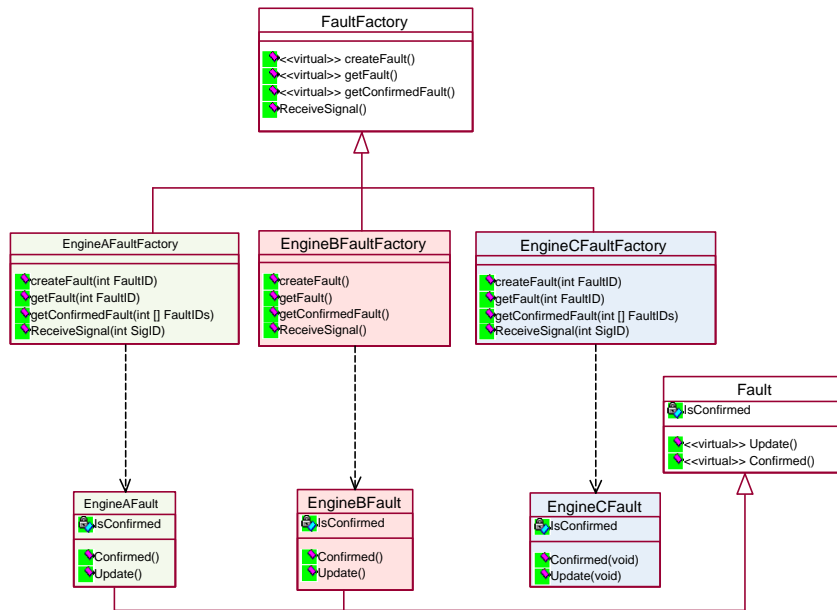 FaultFactory
<<virtual>> createFault()
<<virtual>> getFault()
<<virtual>> getConfirmedFault()
ReceiveSignal()
EngineAFaultFactory
createFault(int FaultID)
getFault(int FaultID)
getConfirmedFault(int [] FaultIDs)
ReceiveSignal(int SigID)
EngineBFaultFactory
createFault()
getFault()
getConfirmedFault()
ReceiveSignal()
EngineCFaultFactory
createFault(int FaultID)
getFault(int FaultID)
getConfirmedFault(int [] FaultIDs)
ReceiveSignal(int SigID)
Fault
IsConfirmed
<<virtual>> Update()
<<virtual>> Confirmed()
EngineAFault
IsConfirmed
Confirmed()
Update()
EngineBFault
IsConfirmed
Confirmed()
Update()
EngineCFault
IsConfirmed
Confirmed(void)
Update(void)